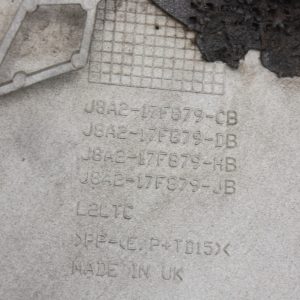 J8A2-17F879-CB
J8A2-17F879-DB
J8A2-17F879-HB
J8A2-17F879-JB
L2LTC
>PP-(E/P+TD15)<
MADE IN UK